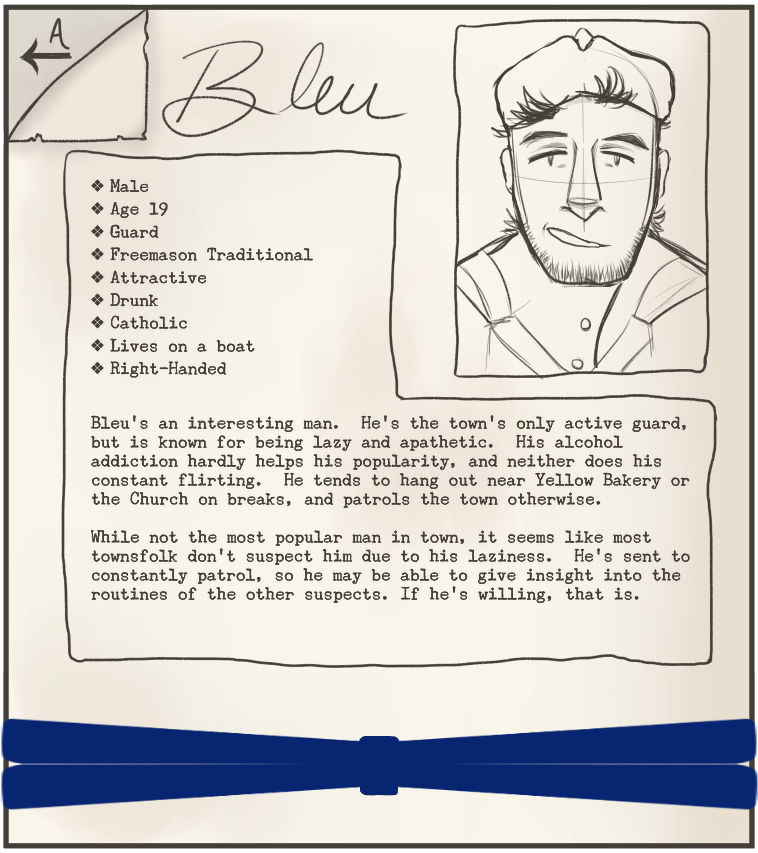 A
Bleu
❖ Male
❖ Age 19
❖ Guard
❖ Freemason Traditional
❖ Attractive
❖ Drunk
❖ Catholic
❖ Lives on a boat
❖ Right-Handed
Bleu's an interesting man.  He's the town's only active guard,
but is known for being lazy and apathetic.  His alcohol
addiction hardly helps his popularity, and neither does his
constant flirting.  He tends to hang out near Yellow Bakery or
the Church on breaks, and patrols the town otherwise.
While not the most popular man in town, it seems like most
townsfolk don't suspect him due to his laziness.  He's sent to
constantly patrol, so he may be able to give insight into the
routines of the other suspects. If he's willing, that is.